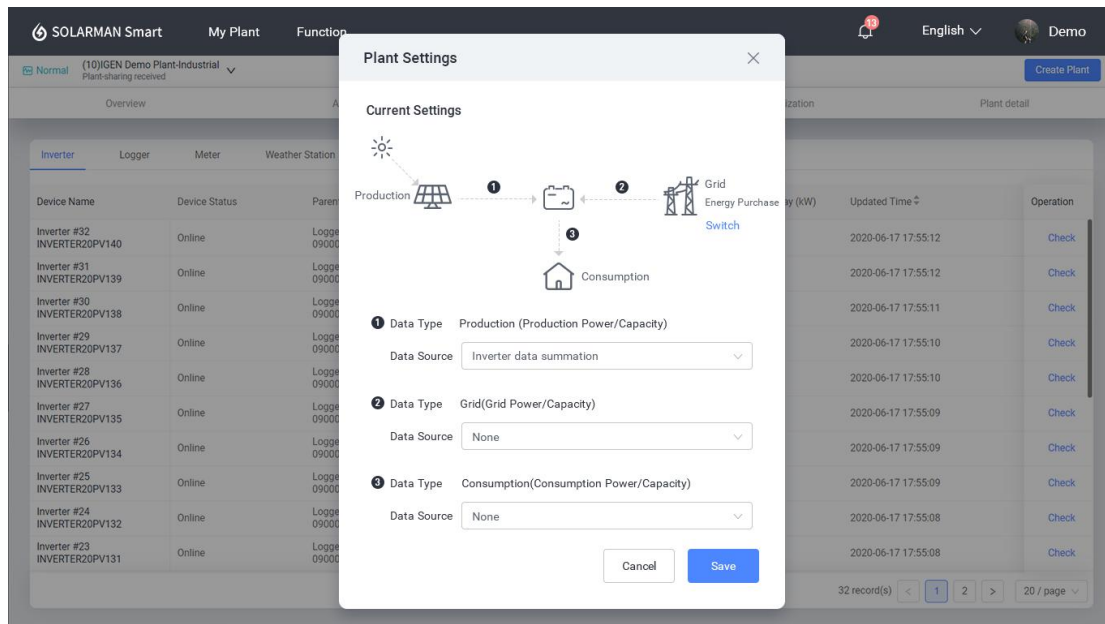 SOLARMAN Smart My Plant Function 13 English Demo
Normal (10)IGEN Demo Plant-Industrial Create Plant
Plant-sharing received
Overview Plant detail
Inverter Logger Meter Weather Station
Device Name Device Status Updated Time Operation
Inverter #32
INVERTER20PV140 Online 2020-06-17 17:55:12 Check
Inverter #31
INVERTER20PV139 Online 2020-06-17 17:55:12 Check
Inverter #30
INVERTER20PV138 Online 2020-06-17 17:55:11 Check
Inverter #29
INVERTER20PV137 Online 2020-06-17 17:55:10 Check
Inverter #28
INVERTER20PV136 Online 2020-06-17 17:55:10 Check
Inverter #27
INVERTER20PV135 Online 2020-06-17 17:55:09 Check
Inverter #26
INVERTER20PV134 Online 2020-06-17 17:55:09 Check
Inverter #25
INVERTER20PV133 Online 2020-06-17 17:55:09 Check
Inverter #24
INVERTER20PV132 Online 2020-06-17 17:55:08 Check
Inverter #23
INVERTER20PV131 Online 2020-06-17 17:55:08 Check
32 record(s) < 1 2 > 20 / page
Plant Settings
Current Settings
Production 1 2 Grid
Energy Purchase
Switch
3
Consumption
1 Data Type Production (Production Power/Capacity)
Data Source Inverter data summation
2 Data Type Grid(Grid Power/Capacity)
Data Source None
3 Data Type Consumption(Consumption Power/Capacity)
Data Source None
Cancel Save